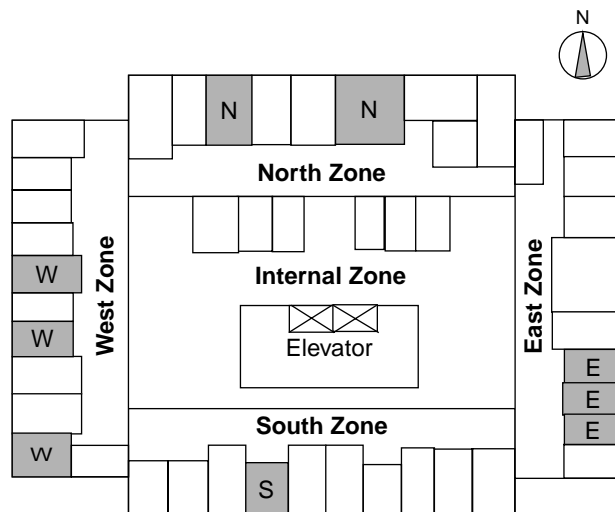 N
N
N
North Zone
W
W
W
West Zone
Internal Zone
Elevator
East Zone
E
E
E
South Zone
S